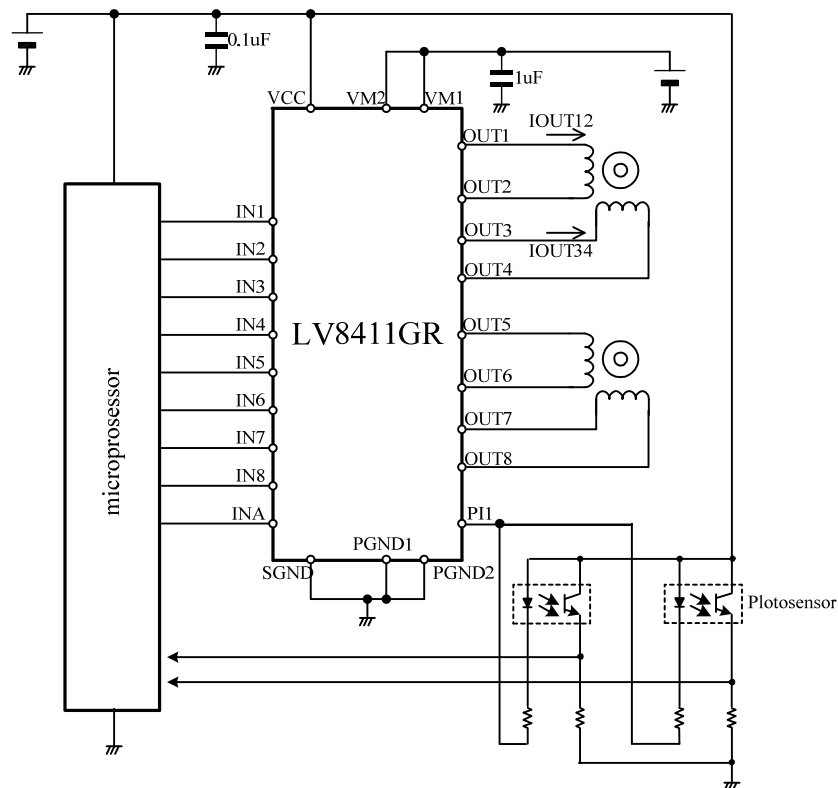 0.1uF
1uF
VCC
VM2
VM1
OUT1
IOUT12
OUT2
OUT3
IOUT34
OUT4
IN1
IN2
IN3
IN4
IN5
IN6
IN7
IN8
INA
LV8411GR
microprosessor
OUT5
OUT6
OUT7
OUT8
PI1
SGND
PGND1
PGND2
Plotosensor